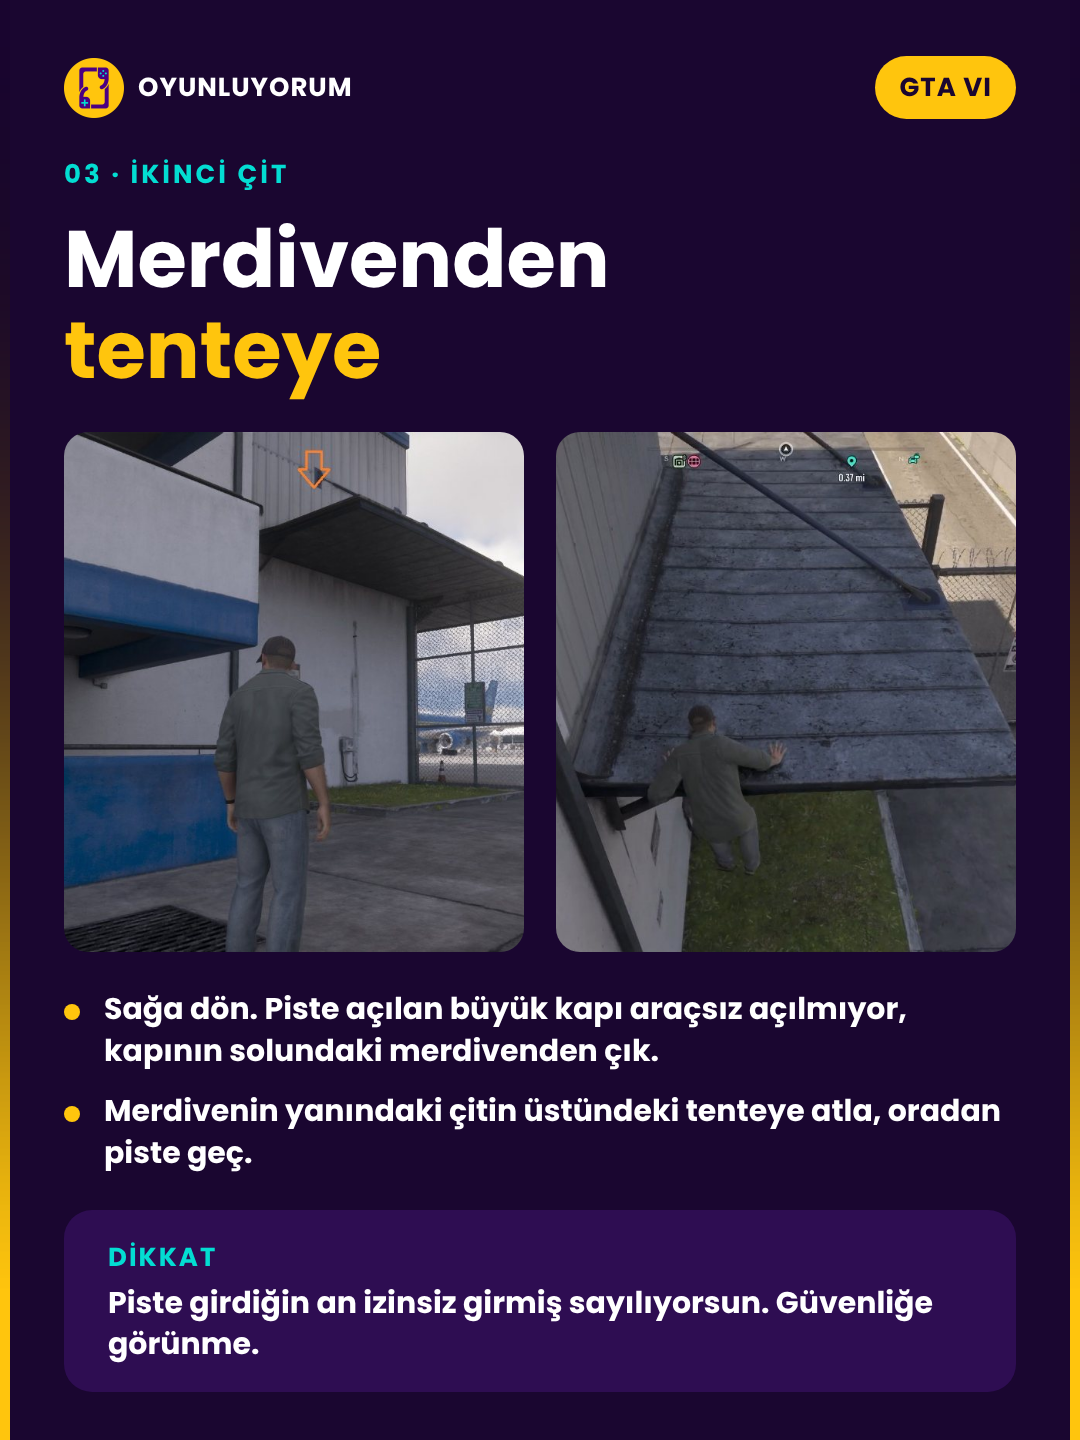 OYUNLUYORUM
GTA VI
03 · İKİNCİ ÇİT
Merdivenden
tenteye
S
W
0.37 mi
Sağa dön. Piste açılan büyük kapı araçsız açılmıyor,
kapının solundaki merdivenden çık.
Merdivenin yanındaki çitin üstündeki tenteye atla, oradan
piste geç.
DİKKAT
Piste girdiğin an izinsiz girmiş sayılıyorsun. Güvenliğe
görünme.